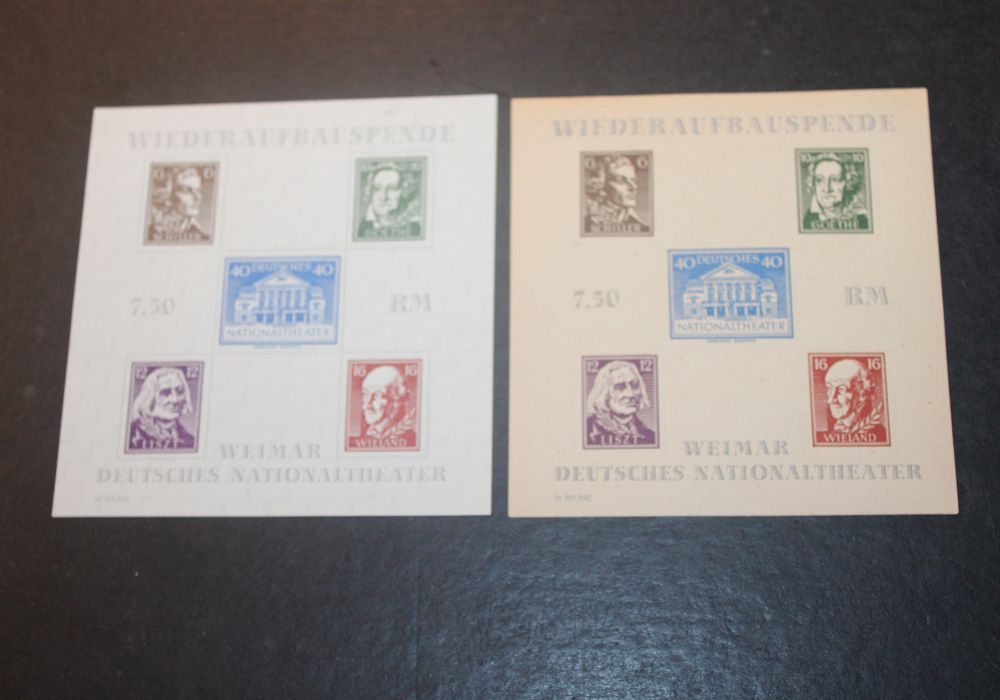 WIEDERAUFBAUSPENDE
6 6
SCHILLER
GOETHE
40 DEUTSCHES 40
NATIONALTHEATER
7.50 RM
12 12
LISZT
16 16
WIELAND
WEIMAR
DEUTSCHES NATIONALTHEATER
WIEDERAUFBAUSPENDE
6 6
SCHILLER
10 10
GOETHE
40 DEUTSCHES 40
NATIONALTHEATER
7.50 RM
12 12
LISZT
16 16
WIELAND
WEIMAR
DEUTSCHES NATIONALTHEATER